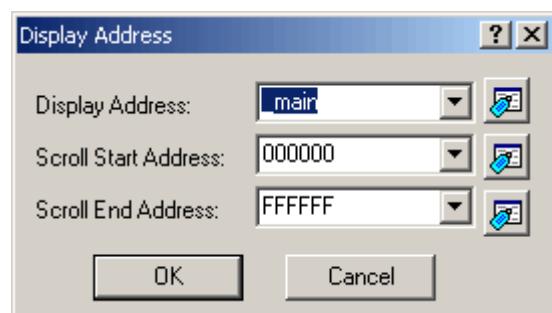 Display Address
Display Address: _main
Scroll Start Address: 000000
Scroll End Address: FFFFFF
OK Cancel